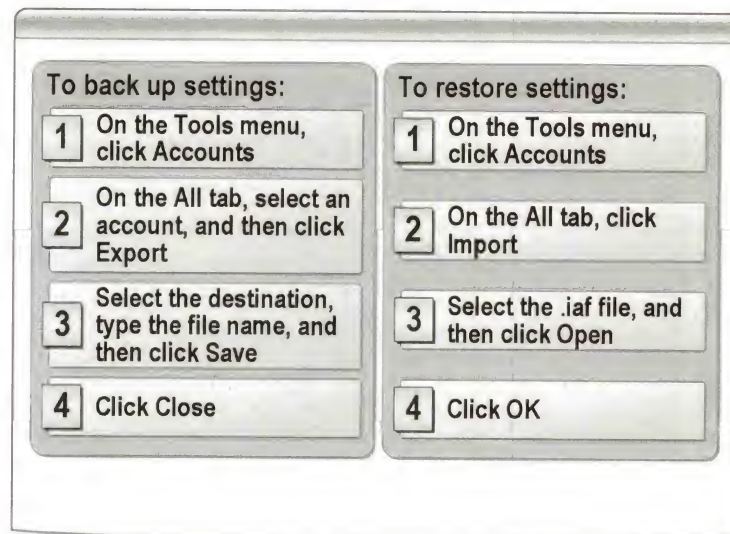 To back up settings:
1 On the Tools menu,
click Accounts
2 On the All tab, select an
account, and then click
Export
3 Select the destination,
type the file name, and
then click Save
4 Click Close
To restore settings:
1 On the Tools menu,
click Accounts
2 On the All tab, click
Import
3 Select the .iaf file, and
then click Open
4 Click OK